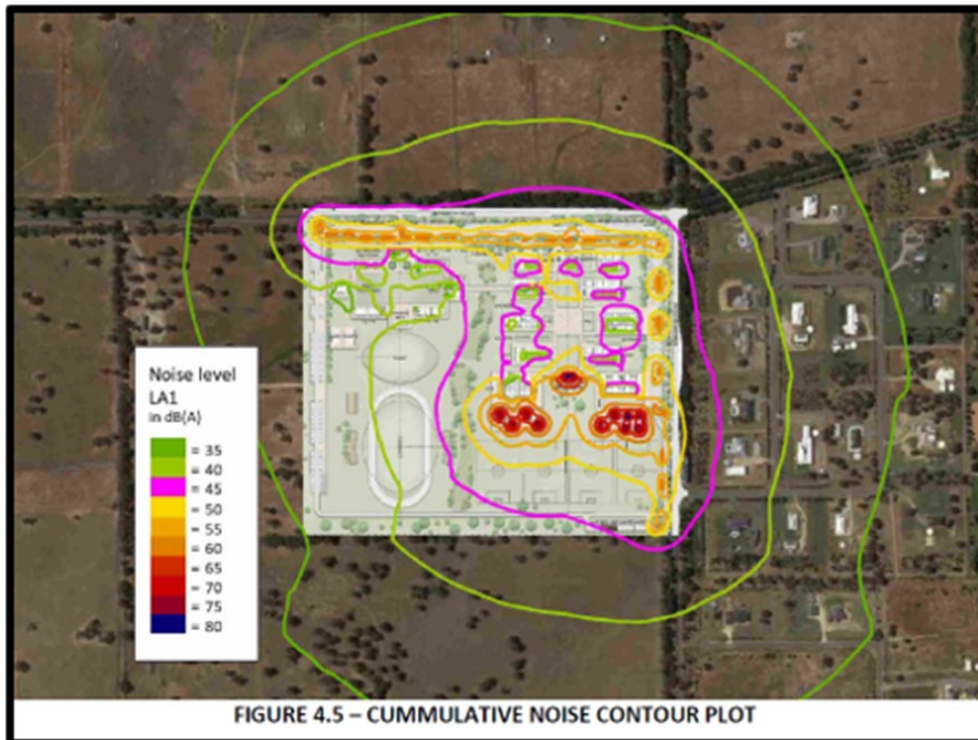 Noise level
LA1
in dB(A)
= 35
= 40
= 45
= 50
= 55
= 60
= 65
= 70
= 75
= 80
FIGURE 4.5 – CUMMULATIVE NOISE CONTOUR PLOT